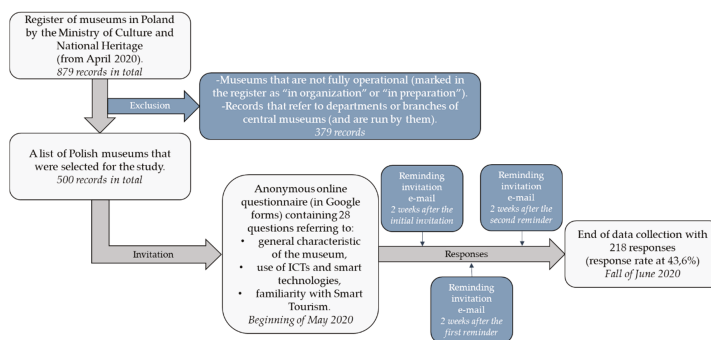 Register of museums in Poland
by the Ministry of Culture and
National Heritage
(from April 2020).
879 records in total
Exclusion
-Museums that are not fully operational (marked in
the register as "in organization" or "in preparation").
-Records that refer to departments or branches of
central museums (and are run by them).
379 records
A list of Polish museums that
were selected for the study.
500 records in total
Invitation
Anonymous online
questionnaire (in Google
forms) containing 28
questions referring to:
• general characteristic of
the museum,
• use of ICTs and smart
technologies,
• familiarity with Smart
Tourism.
Beginning of May 2020
Reminding
invitation
e-mail
2 weeks after the
initial invitation
Reminding
invitation
e-mail
2 weeks after the
second reminder
Responses
Reminding
invitation
e-mail
2 weeks after the
first reminder
End of data collection with
218 responses
(response rate at 43,6%)
Fall of June 2020